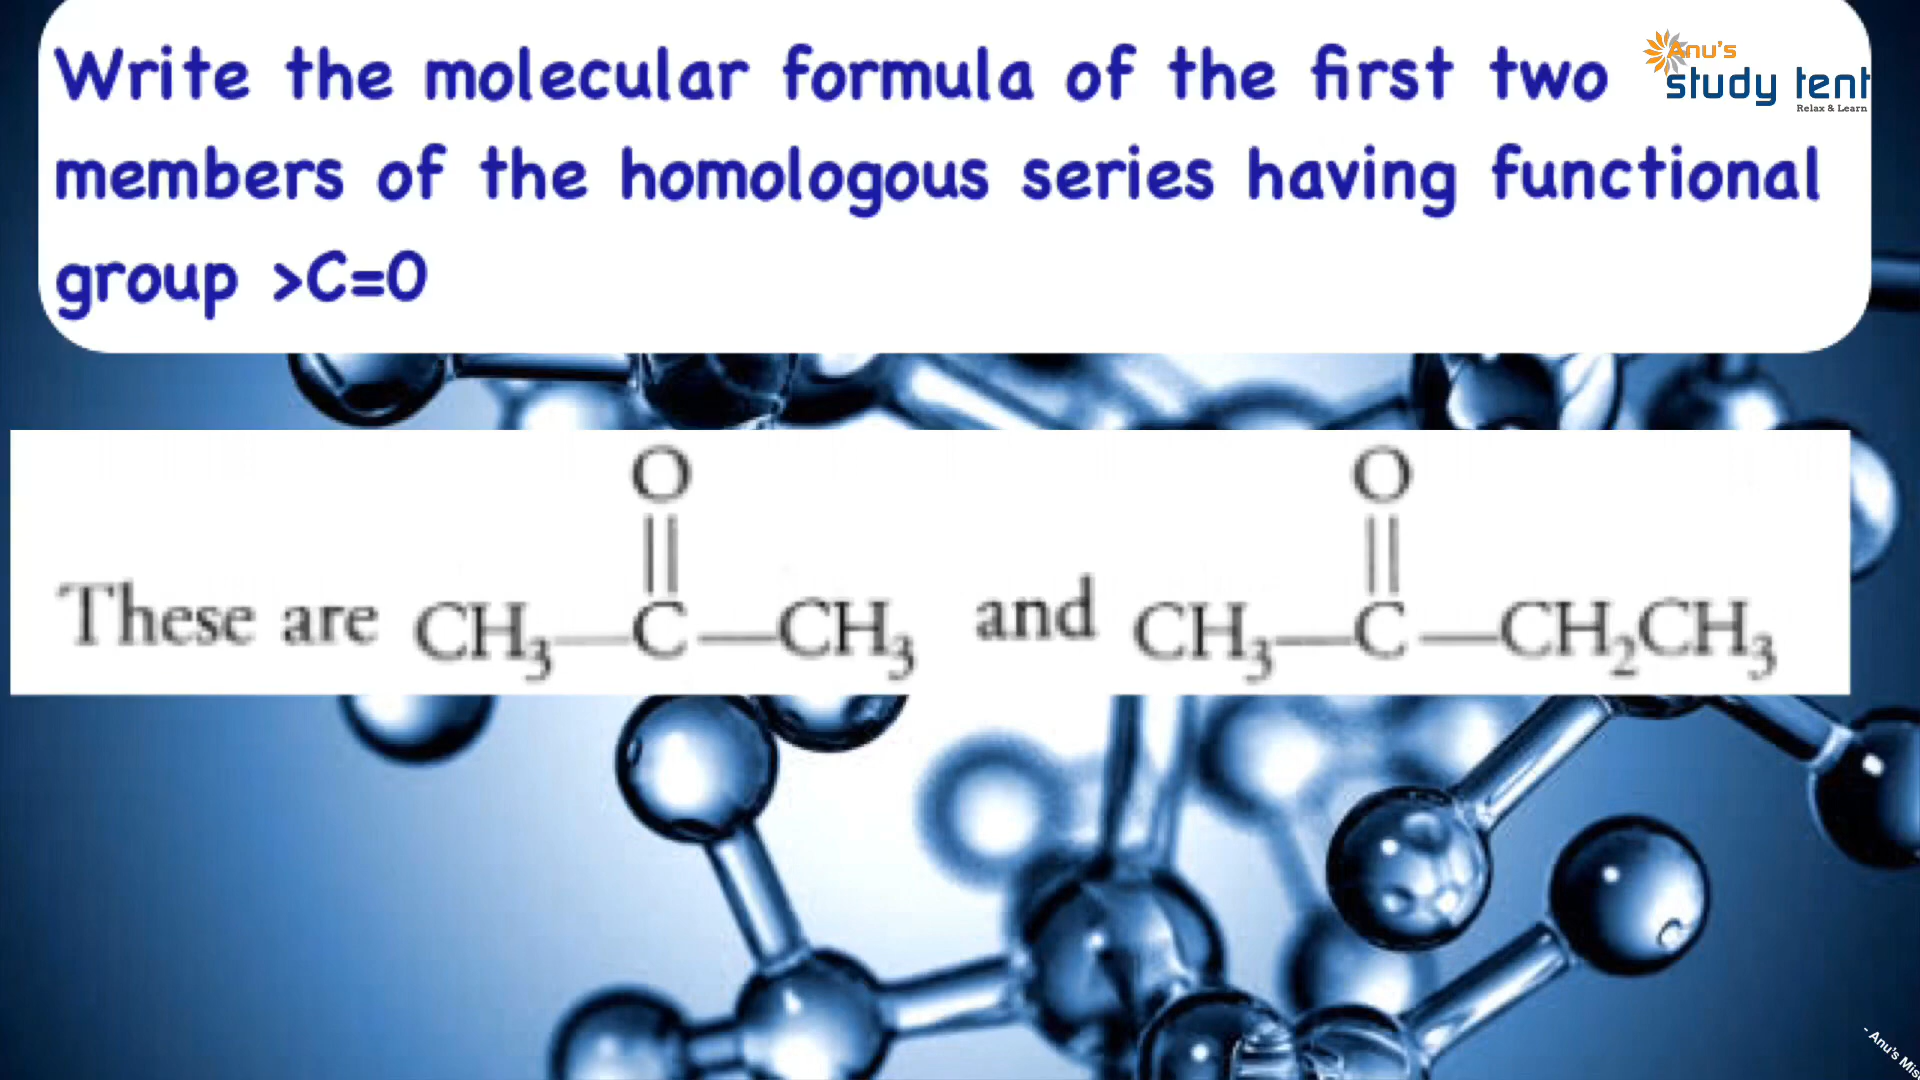 Write the molecular formula of the first two
members of the homologous series having functional
group >C=O
Anu's
study tent
Relax & Learn
O
||
These are CH₃—C—CH₃ and
O
||
CH₃—C—CH₂CH₃
- Anu's Mis